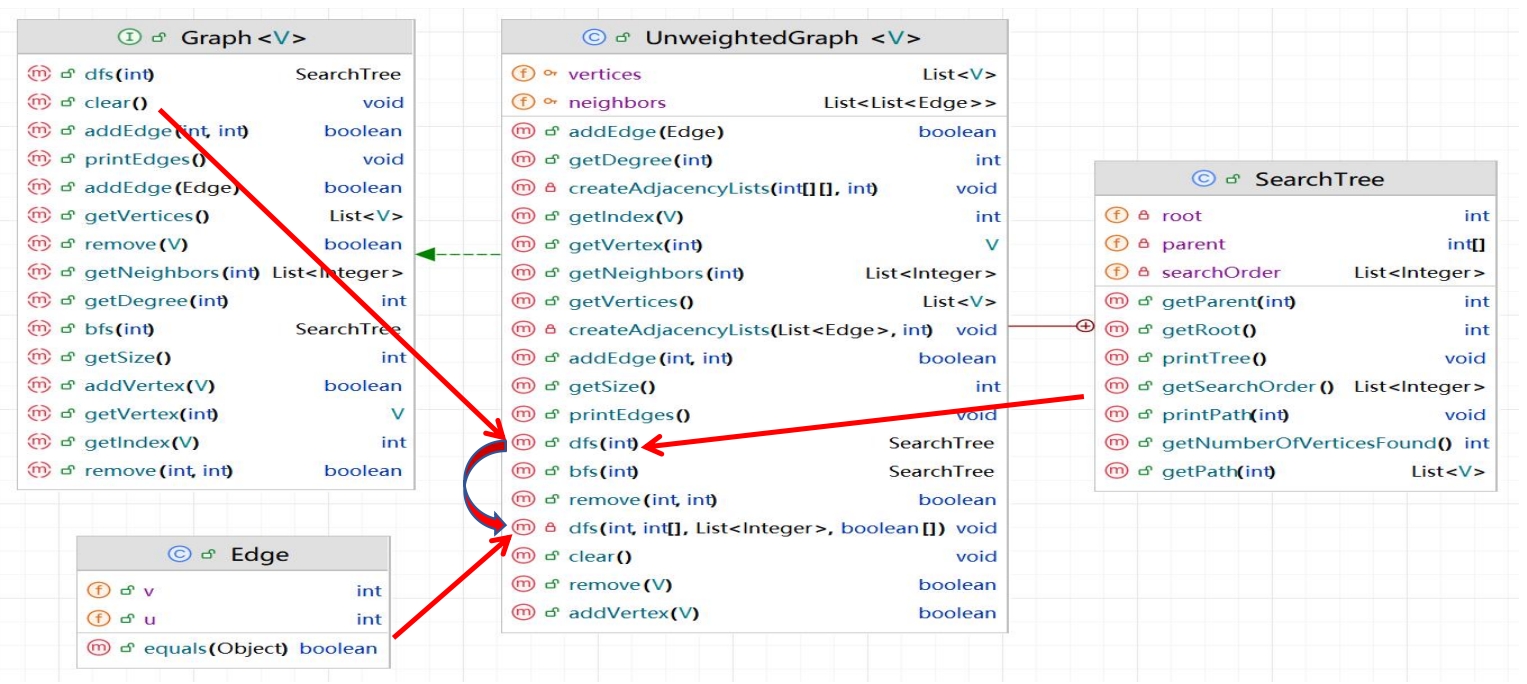 Graph <V>
dfs(int) SearchTree
clear() void
addEdge(int, int) boolean
printEdges() void
addEdge(Edge) boolean
getVertices() List<V>
remove(V) boolean
getNeighbors(int) List<Integer>
getDegree(int) int
bfs(int) SearchTree
getSize() int
addVertex(V) boolean
getVertex(int) V
getIndex(V) int
remove(int, int) boolean
Edge
v int
u int
equals(Object) boolean
UnweightedGraph <V>
vertices List<V>
neighbors List<List<Edge>>
addEdge(Edge) boolean
getDegree(int) int
createAdjacencyLists(int[][], int) void
getIndex(V) int
getVertex(int) V
getNeighbors(int) List<Integer>
getVertices() List<V>
createAdjacencyLists(List<Edge>, int) void
addEdge(int, int) boolean
getSize() int
printEdges() void
dfs(int) SearchTree
bfs(int) SearchTree
remove(int, int) boolean
dfs(int, int[], List<Integer>, boolean[]) void
clear() void
remove(V) boolean
addVertex(V) boolean
SearchTree
root int
parent int[]
searchOrder List<Integer>
getParent(int) int
getRoot() int
printTree() void
getSearchOrder() List<Integer>
printPath(int) void
getNumberOfVerticesFound() int
getPath(int) List<V>